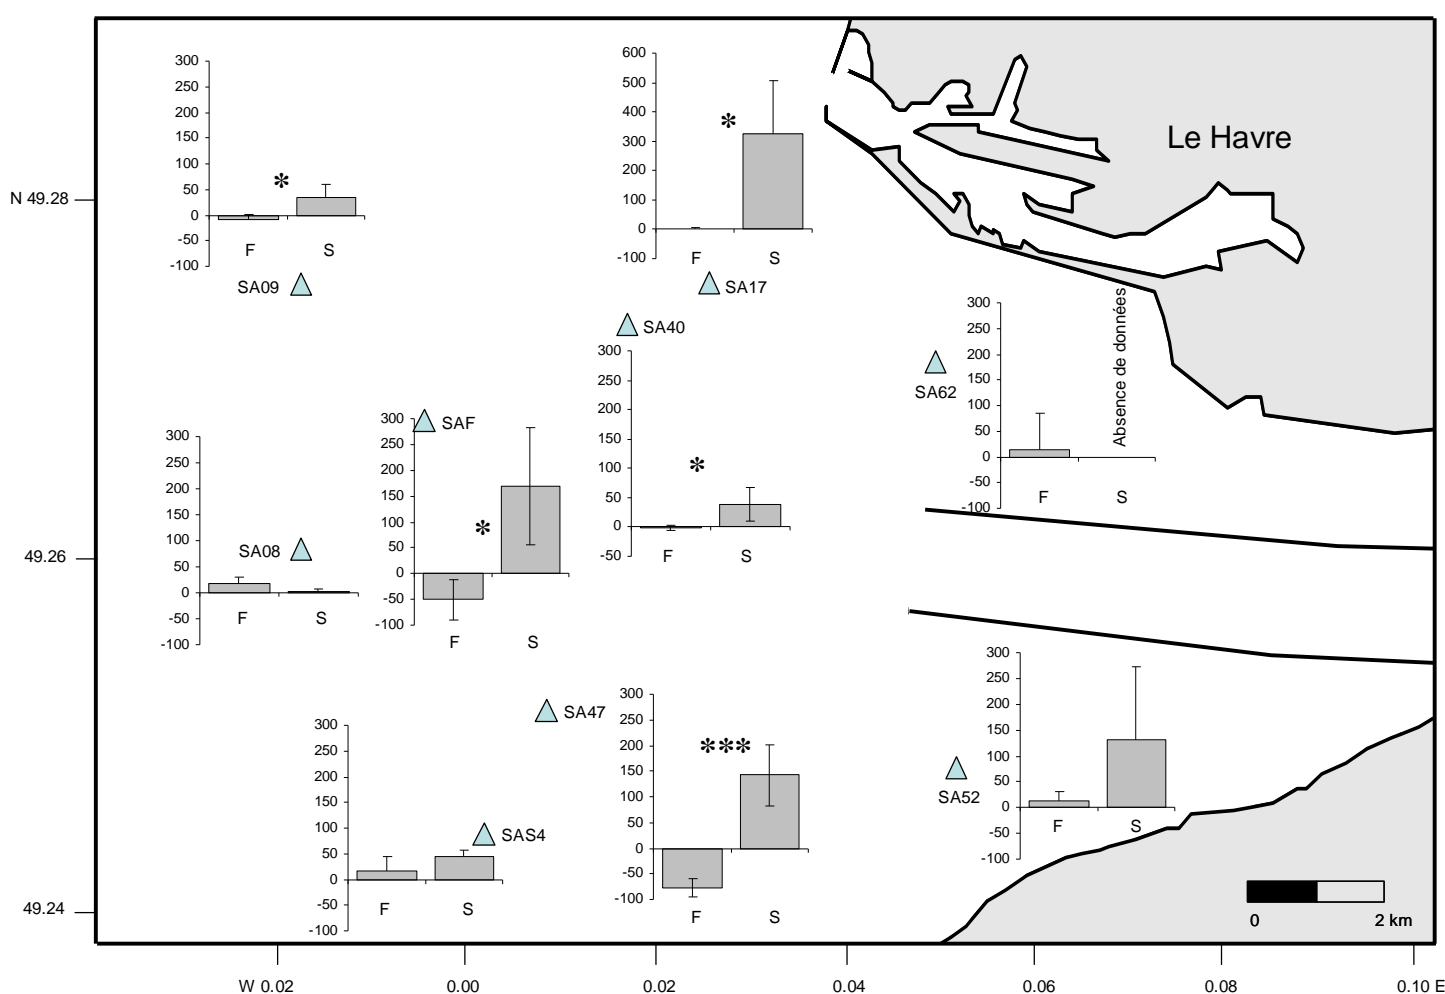 Le Havre
N 49.28
49.26
49.24
W 0.02
0.00
0.02
0.04
0.06
0.08
0.10 E
300
250
200
150
100
50
0
-50
-100
*
F
S
SA09
600
500
400
300
200
100
0
-100
*
F
S
SA17
SA40
300
250
200
150
100
50
0
-50
*
F
S
300
250
200
150
100
50
0
-50
-100
Absence de données
F
S
SA62
SAF
300
250
200
150
100
50
0
-50
-100
*
F
S
300
250
200
150
100
50
0
-50
-100
SA08
F
S
SA47
300
250
200
150
100
50
0
-50
-100
***
F
S
300
250
200
150
100
50
0
-50
-100
SAS4
F
S
300
250
200
150
100
50
0
-50
-100
SA52
F
S
0
2 km